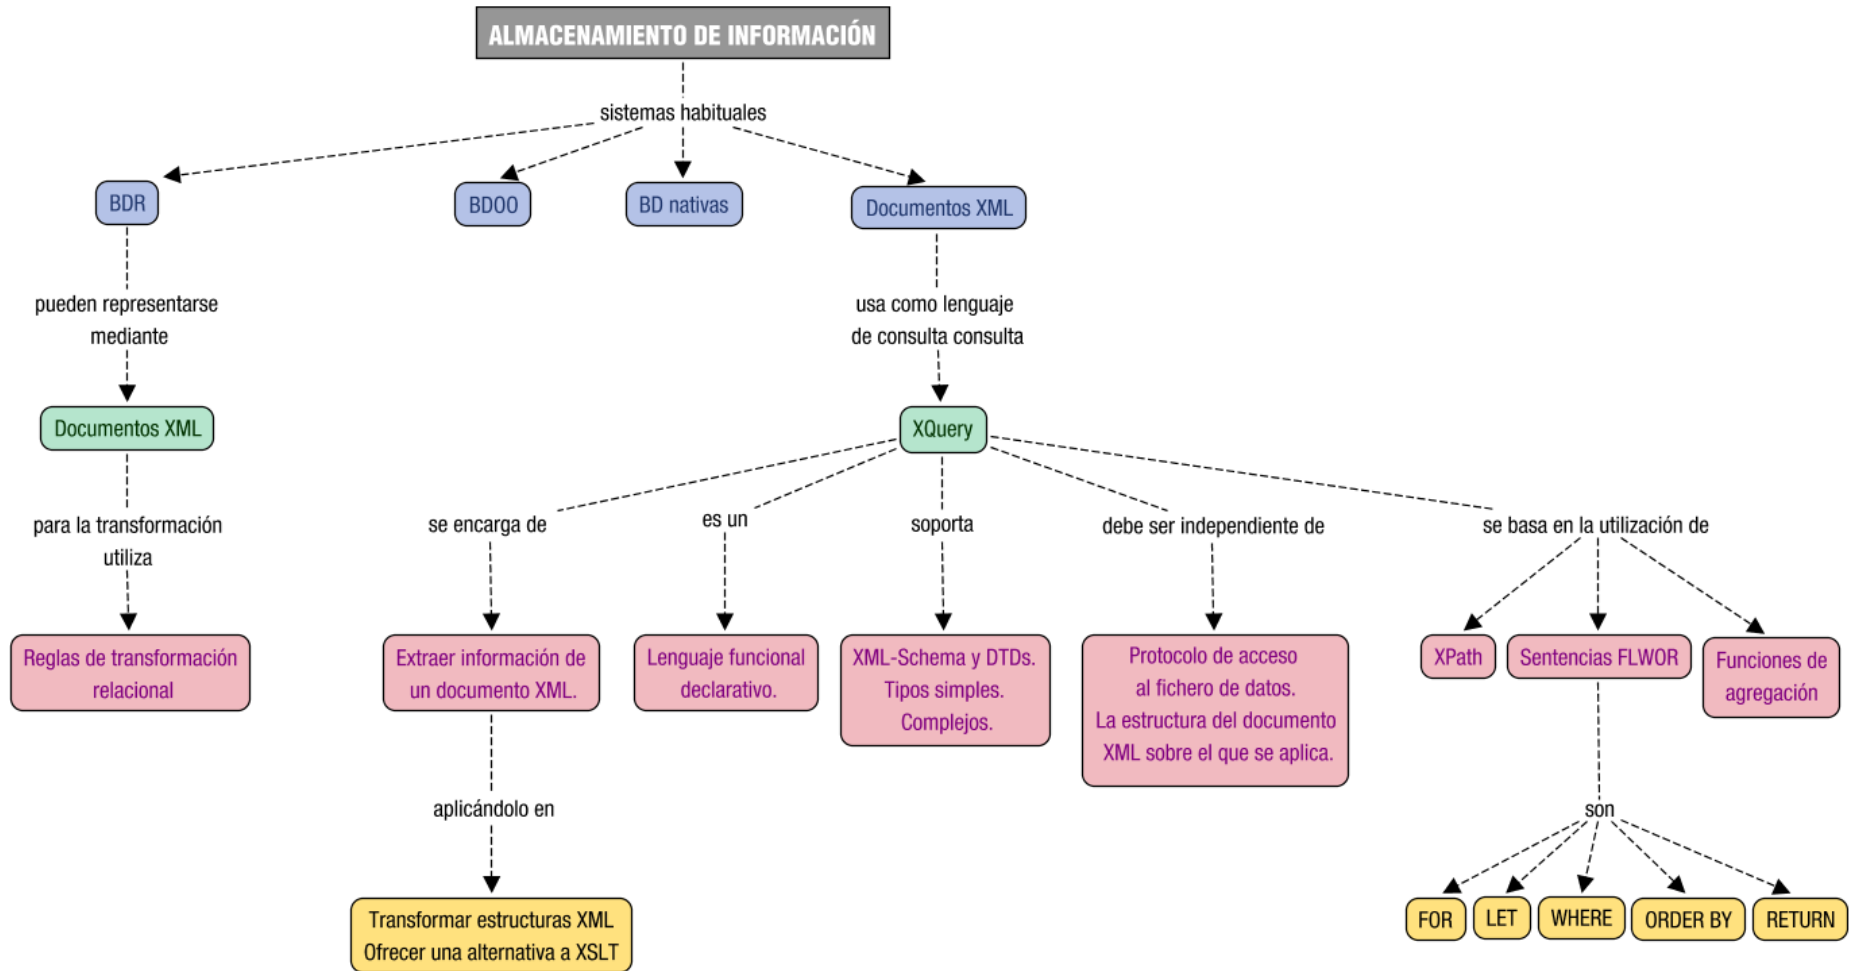 ALMACENAMIENTO DE INFORMACIÓN
sistemas habituales
BDR
BDOO
BD nativas
Documentos XML
pueden representarse
mediante
usa como lenguaje
de consulta consulta
Documentos XML
XQuery
para la transformación
utiliza
se encarga de
es un
soporta
debe ser independiente de
se basa en la utilización de
Reglas de transformación
relacional
Extraer información de
un documento XML.
Lenguaje funcional
declarativo.
XML-Schema y DTDs.
Tipos simples.
Complejos.
Protocolo de acceso
al fichero de datos.
La estructura del documento
XML sobre el que se aplica.
XPath
Sentencias FLWOR
Funciones de
agregación
aplicándolo en
son
Transformar estructuras XML
Ofrecer una alternativa a XSLT
FOR
LET
WHERE
ORDER BY
RETURN